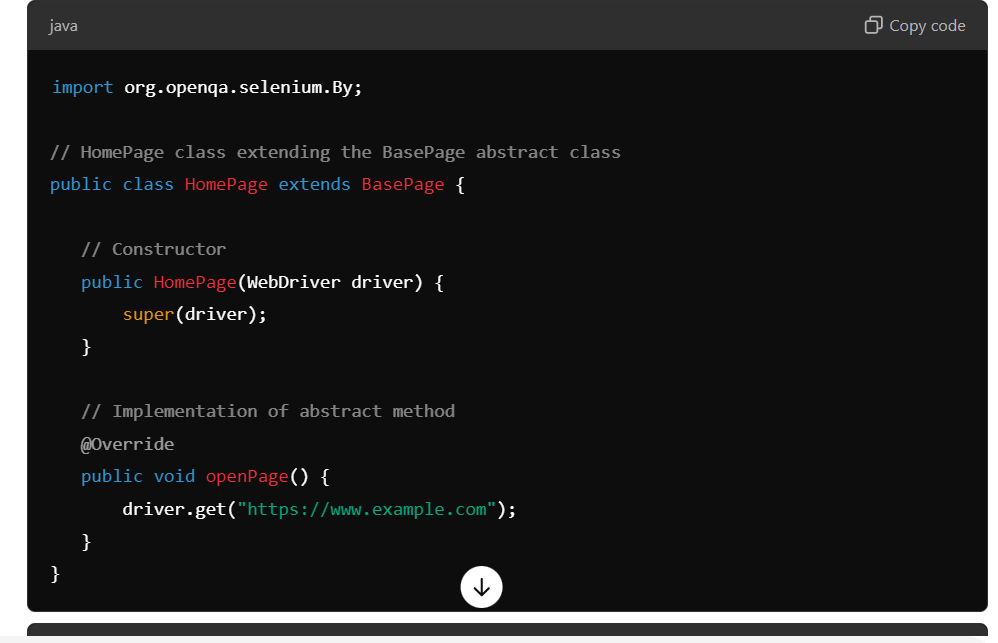 java
Copy code
import org.openqa.selenium.By;
// HomePage class extending the BasePage abstract class
public class HomePage extends BasePage {
// Constructor
public HomePage(WebDriver driver) {
super(driver);
}
// Implementation of abstract method
@Override
public void openPage() {
driver.get("https://www.example.com");
}
}